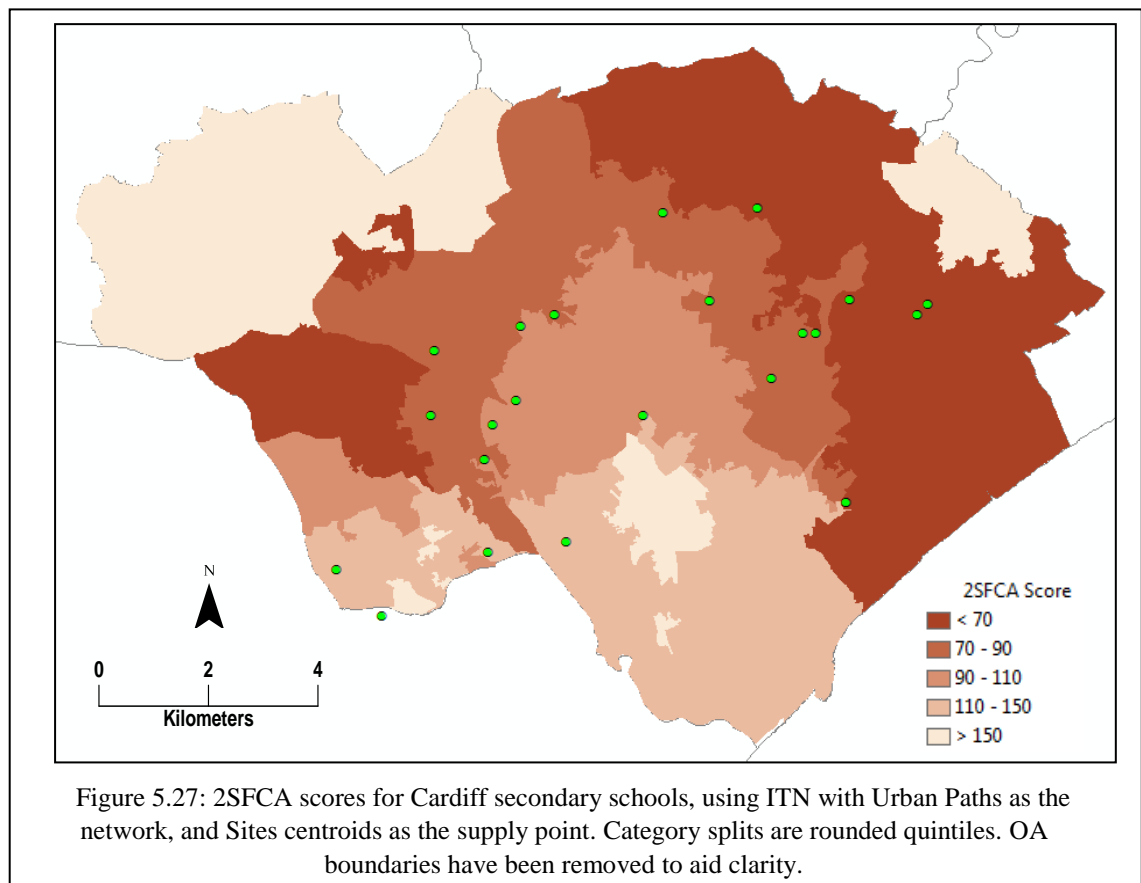 N
0 2 4
Kilometers
2SFCA Score
< 70
70 - 90
90 - 110
110 - 150
> 150
Figure 5.27: 2SFCA scores for Cardiff secondary schools, using ITN with Urban Paths as the
network, and Sites centroids as the supply point. Category splits are rounded quintiles. OA
boundaries have been removed to aid clarity.